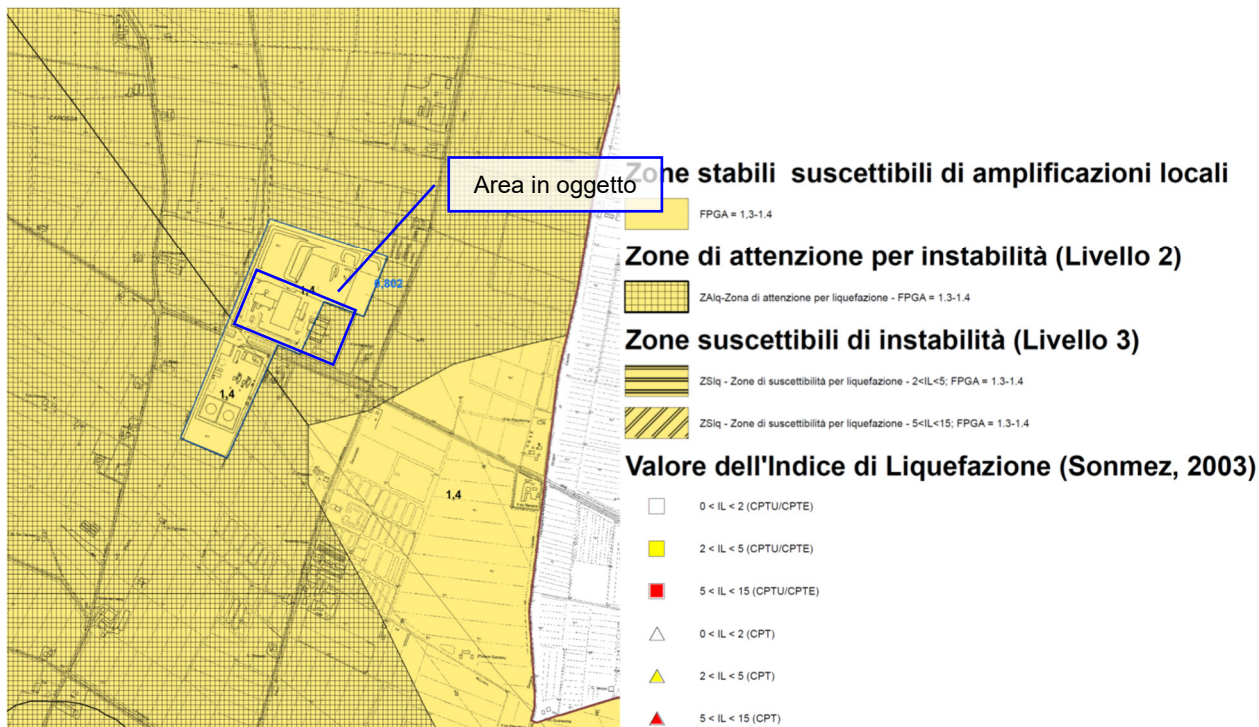 CAROSSA
Area in oggetto
1,4
0,802
1,4
1,4
Zone stabili suscettibili di amplificazioni locali
FPGA = 1,3-1.4
Zone di attenzione per instabilità (Livello 2)
ZAlq-Zona di attenzione per liquefazione - FPGA = 1.3-1.4
Zone suscettibili di instabilità (Livello 3)
ZSlq - Zone di suscettibilità per liquefazione - 2<IL<5; FPGA = 1.3-1.4
ZSlq - Zone di suscettibilità per liquefazione - 5<IL<15; FPGA = 1.3-1.4
Valore dell'Indice di Liquefazione (Sonmez, 2003)
0 < IL < 2 (CPTU/CPTE)
2 < IL < 5 (CPTU/CPTE)
5 < IL < 15 (CPTU/CPTE)
0 < IL < 2 (CPT)
2 < IL < 5 (CPT)
5 < IL < 15 (CPT)